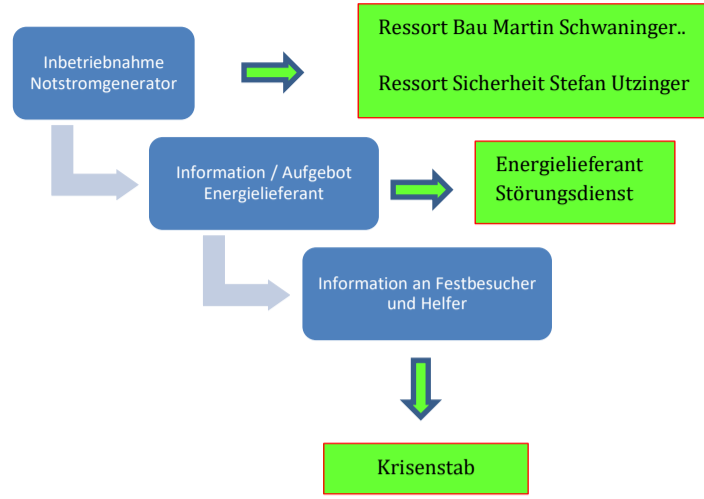 Inbetriebnahme
Notstromgenerator
Ressort Bau Martin Schwaninger..
Ressort Sicherheit Stefan Utzinger
Information / Aufgebot
Energielieferant
Energielieferant
Störungsdienst
Information an Festbesucher
und Helfer
Krisenstab